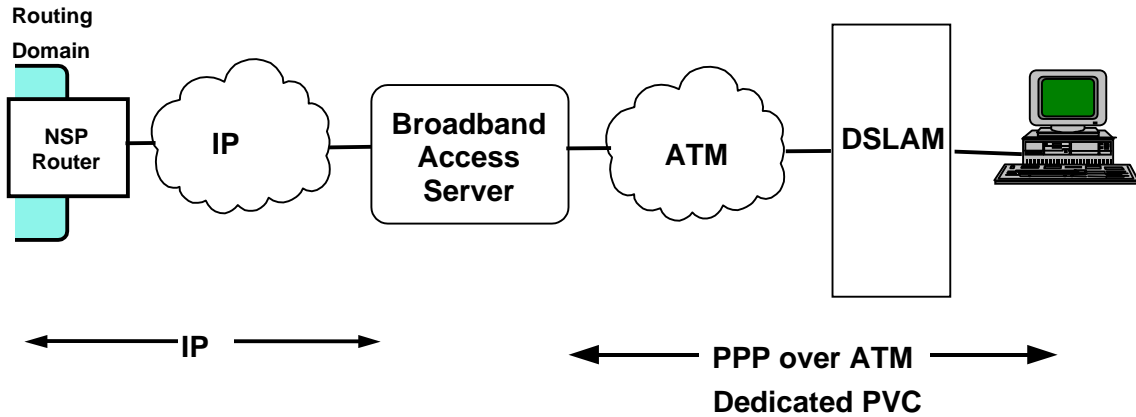 Routing
Domain
NSP
Router
IP
Broadband
Access
Server
ATM
DSLAM
IP
PPP over ATM
Dedicated PVC